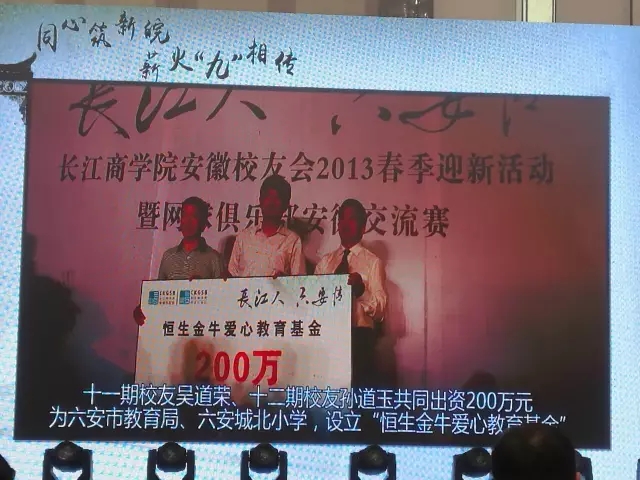 同心筑新皖
薪火“九”相传
长江人 六安情
长江商学院安徽校友会2013春季迎新活动
暨网球俱乐部安徽交流赛
CKGSB CKGSB 长江人 六安情
恒生金牛爱心教育基金
200万
十一期校友吴道荣、十二期校友孙道玉共同出资200万元
为六安市教育局、六安城北小学，设立“恒生金牛爱心教育基金”